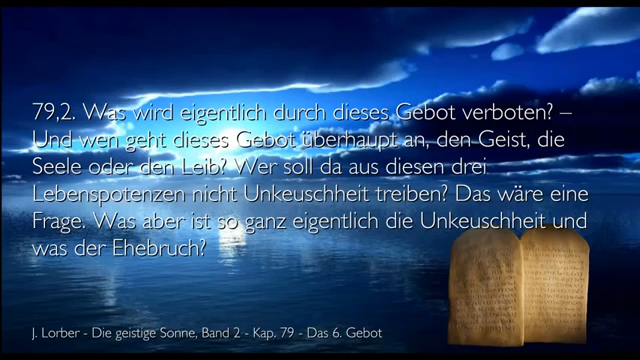 79,2. Was wird eigentlich durch dieses Gebot verboten? –
Und wen geht dieses Gebot überhaupt an, den Geist, die
Seele oder den Leib? Wer soll da aus diesen drei
Lebenspotenzen nicht Unkeuschheit treiben? Das wäre eine
Frage. Was aber ist so ganz eigentlich die Unkeuschheit und
was der Ehebruch?
J. Lorber - Die geistige Sonne, Band 2 - Kap. 79 - Das 6. Gebot